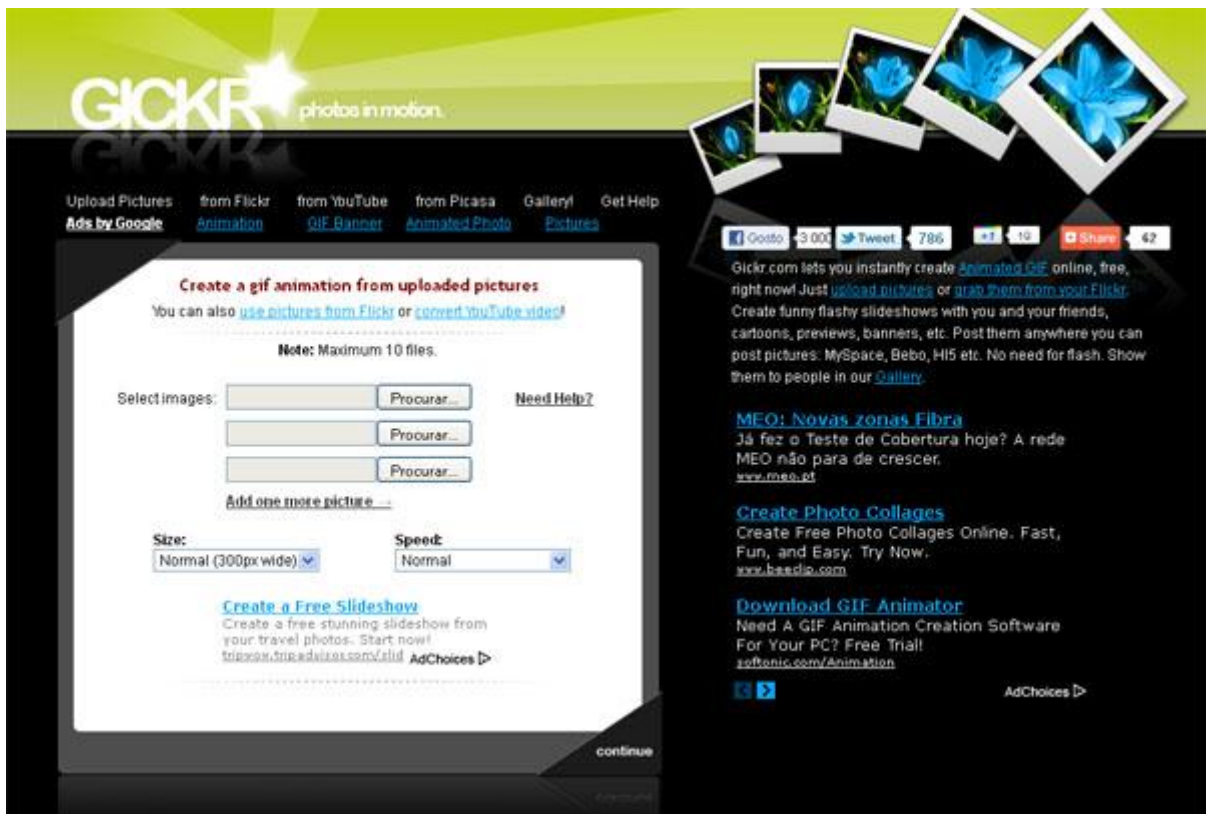 GICKR photos in motion.
Upload Pictures from Flickr from YouTube from Picasa Gallery! Get Help
Ads by Google Animation GIF Banner Animated Photo Pictures
Create a gif animation from uploaded pictures
You can also use pictures from Flickr or convert YouTube video!
Note: Maximum 10 files.
Select images: Procurar... Need Help?
Procurar...
Procurar...
Add one more picture →
Size: Speed:
Normal (300px wide) Normal
Create a Free Slideshow
Create a free stunning slideshow from
your travel photos. Start now!
tripwow.tripadvisor.com/slid AdChoices
continue
Gosto 3.000 Tweet 786 +1 19 Share 62
Gickr.com lets you instantly create Animated GIF online, free,
right now! Just upload pictures or grab them from your Flickr.
Create funny flashy slideshows with you and your friends,
cartoons, previews, banners, etc. Post them anywhere you can
post pictures: MySpace, Bebo, HI5 etc. No need for flash. Show
them to people in our Gallery.
MEO: Novas zonas Fibra
Já fez o Teste de Cobertura hoje? A rede
MEO não para de crescer.
www.meo.pt
Create Photo Collages
Create Free Photo Collages Online. Fast,
Fun, and Easy. Try Now.
www.beeclip.com
Download GIF Animator
Need A GIF Animation Creation Software
For Your PC? Free Trial!
softonic.com/Animation
AdChoices